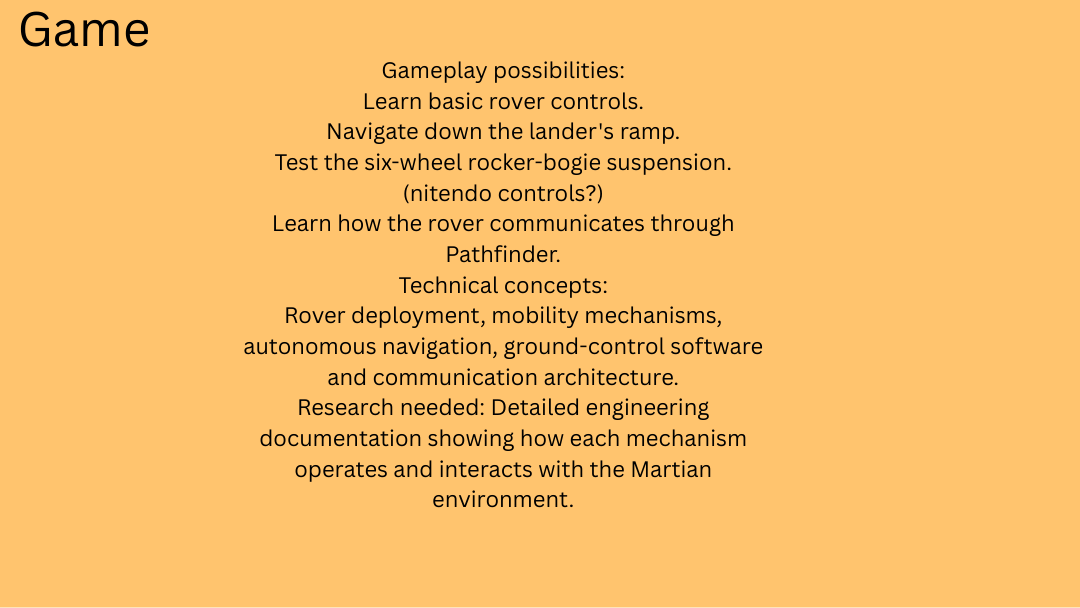 Game
Gameplay possibilities:
Learn basic rover controls.
Navigate down the lander's ramp.
Test the six-wheel rocker-bogie suspension.
(nitendo controls?)
Learn how the rover communicates through
Pathfinder.
Technical concepts:
Rover deployment, mobility mechanisms,
autonomous navigation, ground-control software
and communication architecture.
Research needed: Detailed engineering
documentation showing how each mechanism
operates and interacts with the Martian
environment.